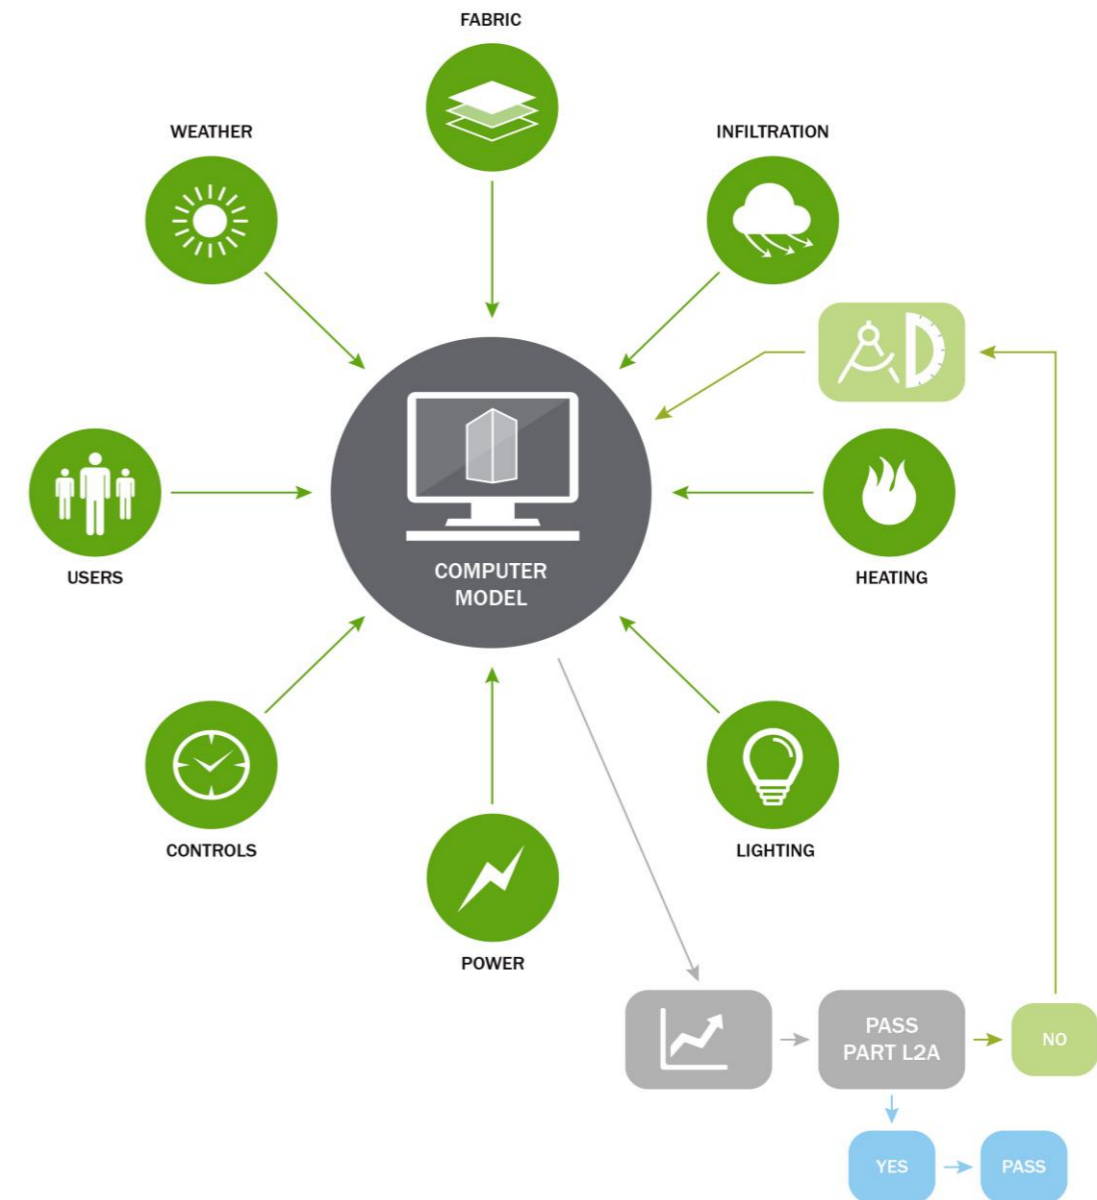 FABRIC
WEATHER
INFILTRATION
USERS
COMPUTER
MODEL
HEATING
CONTROLS
LIGHTING
POWER
PASS
PART L2A
NO
YES
PASS